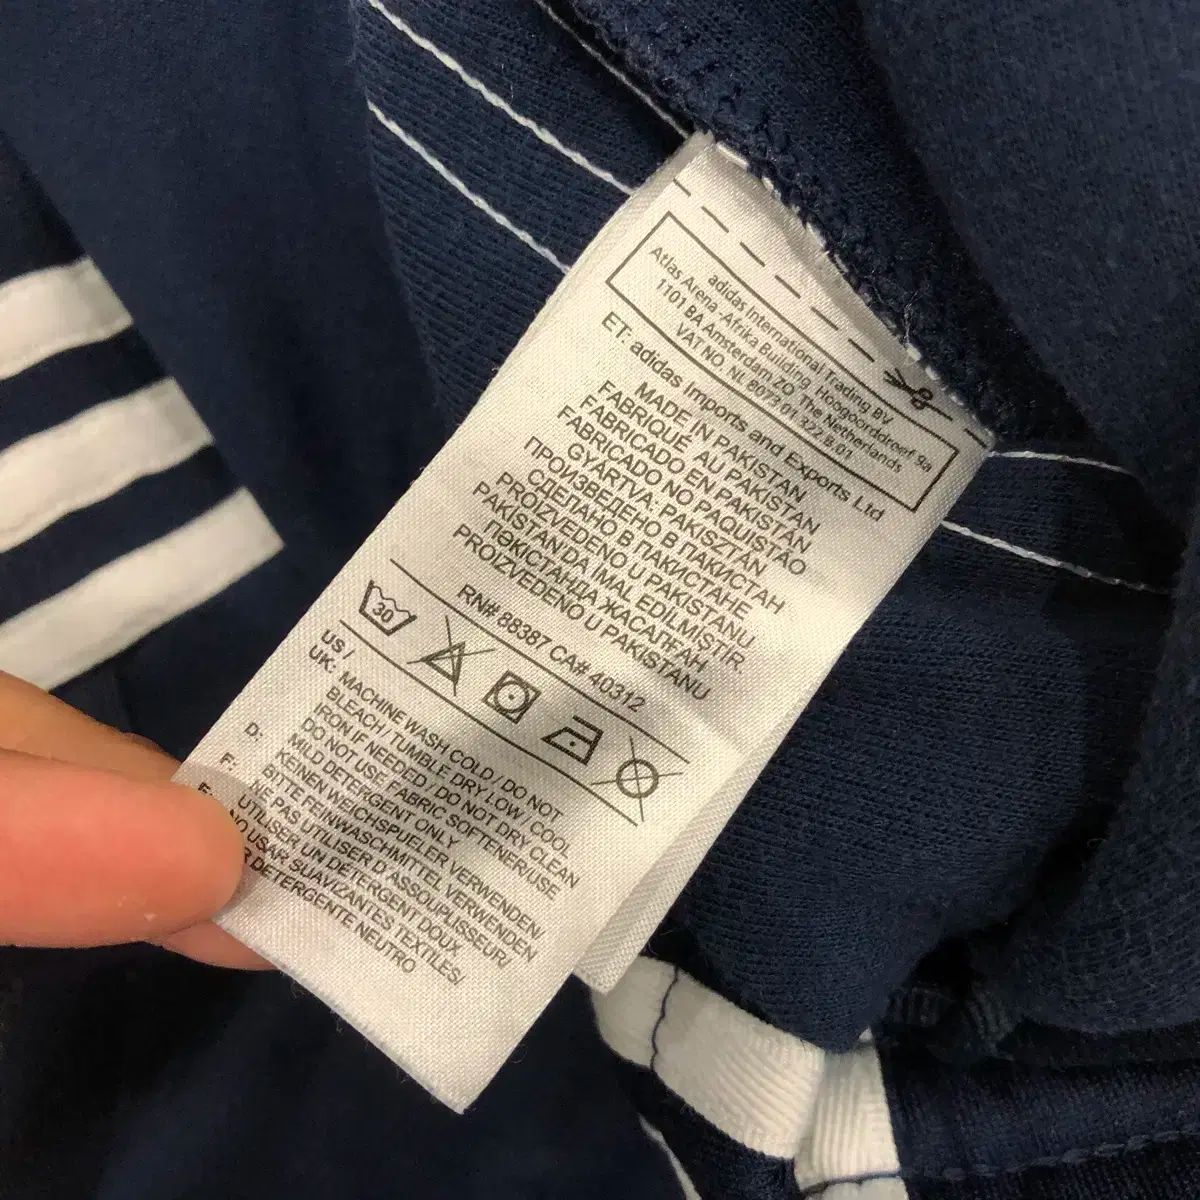 adidas International Trading BV
Atlas Arena-Afrika Building Hoogoorddreef 9a
1101 BA Amsterdam ZO The Netherlands
VAT NO. NL 8073.01.322.B.01
ET: adidas Imports and Exports Ltd
MADE IN PAKISTAN
FABRIQUÉ AU PAKISTAN
FABRICADO EN PAKISTAN
FABRICADO NO PAQUISTÃO
GYÁRTVA: PAKISZTÁN
ПРОИЗВЕДЕНО В ПАКИСТАН
СДЕЛАНО В ПАКИСТАНЕ
PROIZVEDENO U PAKISTANU
PAKİSTAN'DA İMAL EDİLMİŞTİR.
ПӘКІСТАНДА ЖАСАЛҒАН
PROIZVEDENO U PAKISTANU
RN# 88387 CA# 40312
30
US /
UK: MACHINE WASH COLD / DO NOT
BLEACH / TUMBLE DRY LOW / COOL
IRON IF NEEDED / DO NOT DRY CLEAN
DO NOT USE FABRIC SOFTENER/USE
MILD DETERGENT ONLY
D: KEINEN WEICHSPÜELER VERWENDEN/
BITTE FEINWASCHMITTEL VERWENDEN
F: NE PAS UTILISER D'ASSOUPLISSEUR/
UTILISER UN DÉTERGENT DOUX
E: NO USAR SUAVIZANTES TEXTILES/
DETERGENTE NEUTRO